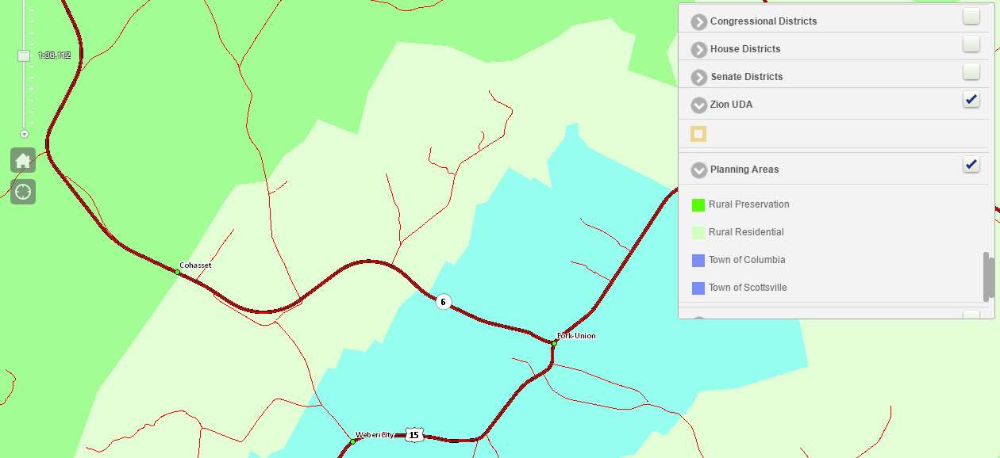 Congressional Districts
House Districts
Senate Districts
Zion UDA
Planning Areas
Rural Preservation
Rural Residential
Town of Columbia
Town of Scottsville
1:36,112
Cohasset
6
Fork Union
Weber City
15